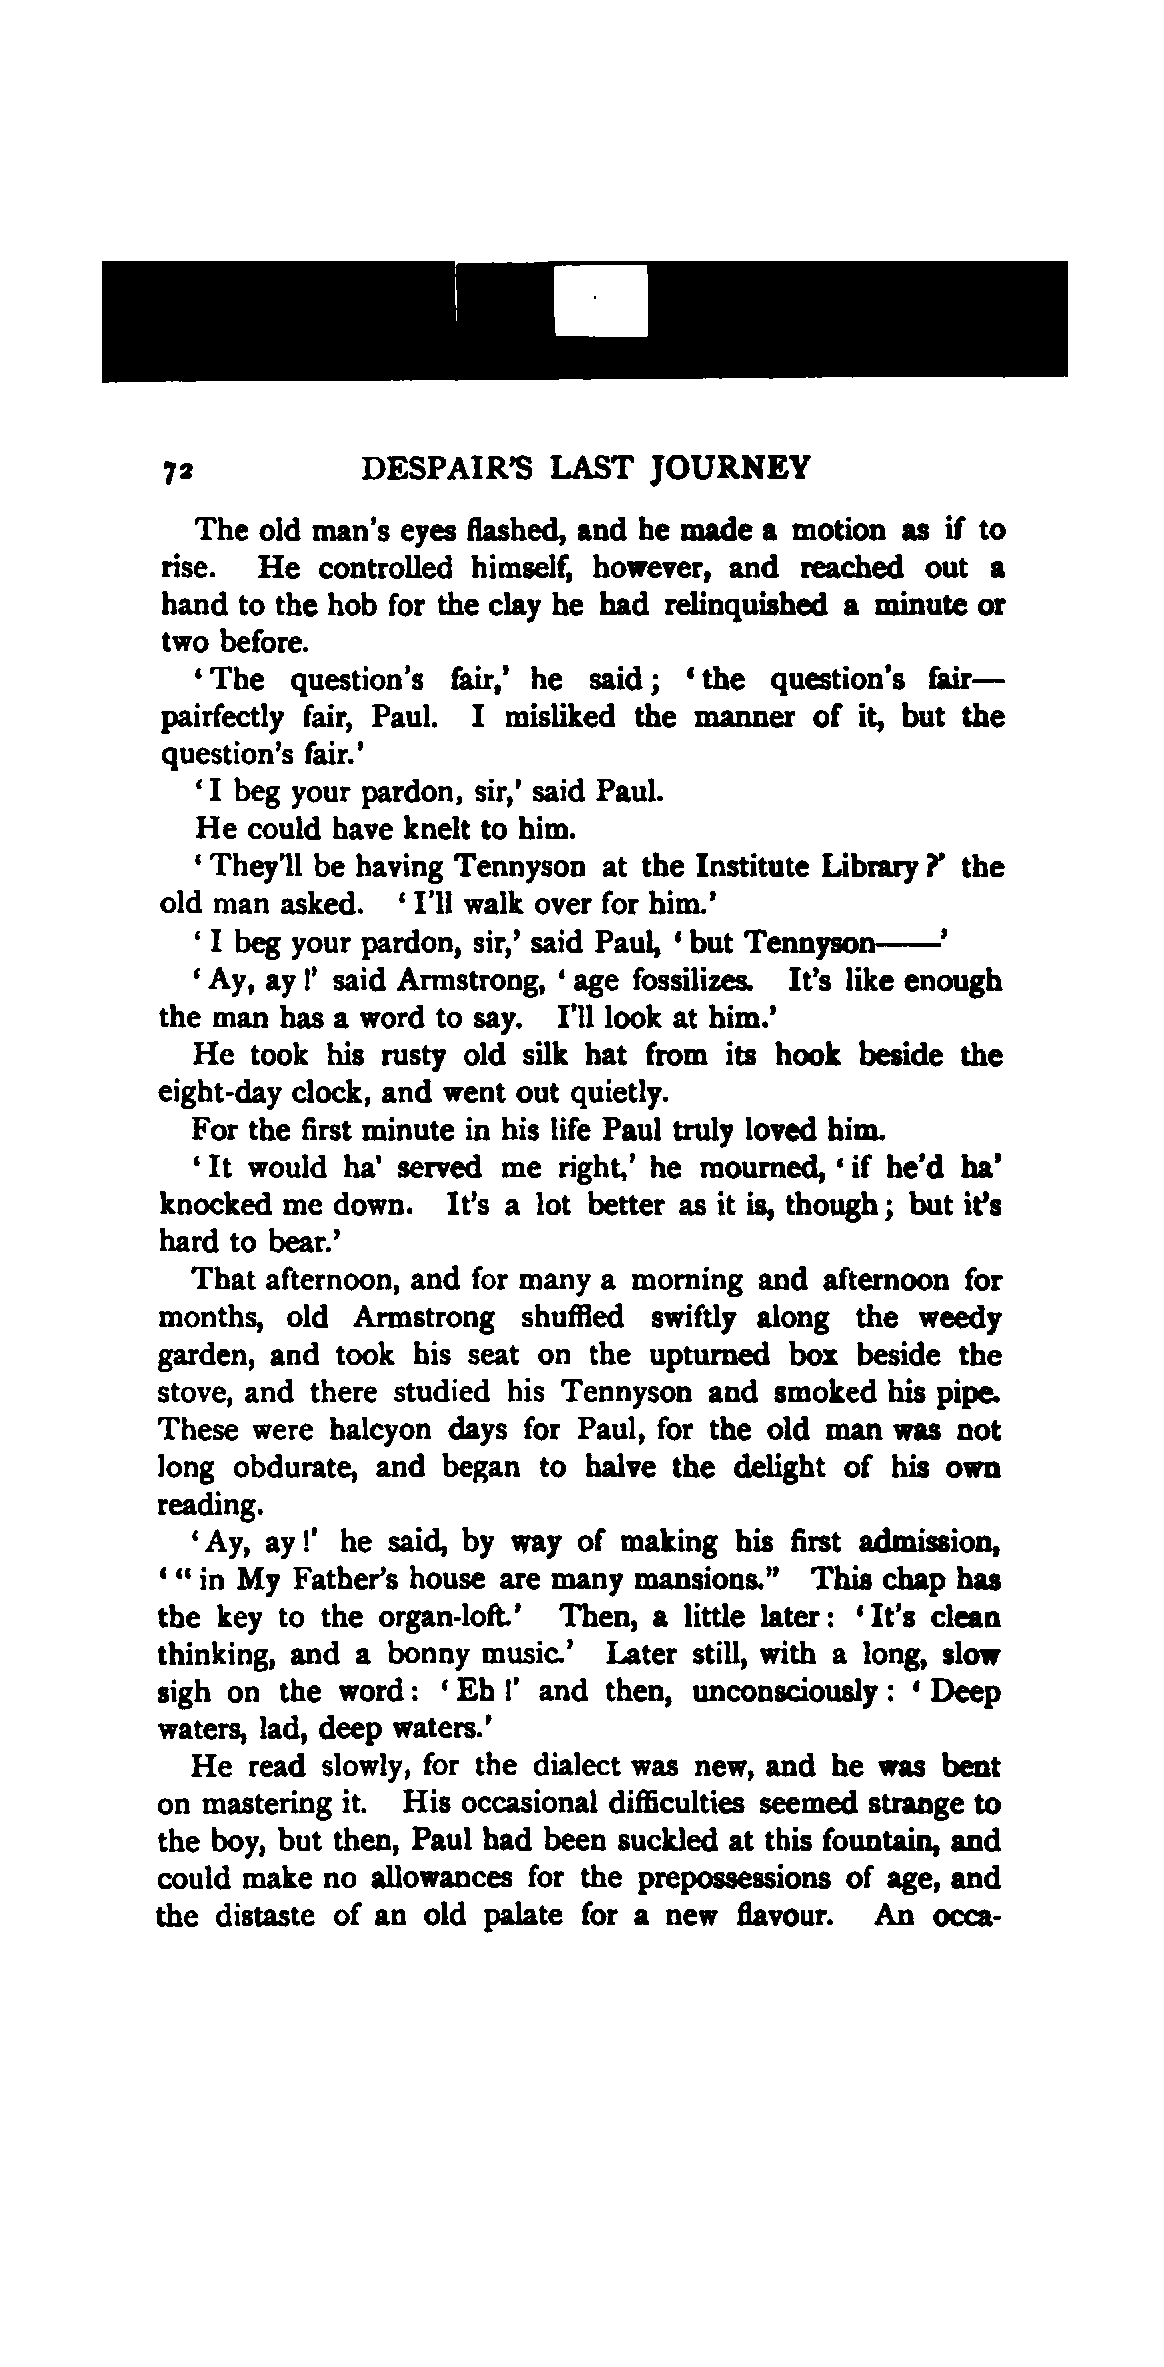 72 DESPAIR'S LAST JOURNEY
The old man's eyes flashed, and he made a motion as if to
rise. He controlled himself, however, and reached out a
hand to the hob for the clay he had relinquished a minute or
two before.
'The question's fair,' he said; 'the question's fair—
pairfectly fair, Paul. I misliked the manner of it, but the
question's fair.'
'I beg your pardon, sir,' said Paul.
He could have knelt to him.
'They'll be having Tennyson at the Institute Library?' the
old man asked. 'I'll walk over for him.'
'I beg your pardon, sir,' said Paul, 'but Tennyson——'
'Ay, ay!' said Armstrong, 'age fossilizes. It's like enough
the man has a word to say. I'll look at him.'
He took his rusty old silk hat from its hook beside the
eight-day clock, and went out quietly.
For the first minute in his life Paul truly loved him.
'It would ha' served me right,' he mourned, 'if he'd ha'
knocked me down. It's a lot better as it is, though; but it's
hard to bear.'
That afternoon, and for many a morning and afternoon for
months, old Armstrong shuffled swiftly along the weedy
garden, and took his seat on the upturned box beside the
stove, and there studied his Tennyson and smoked his pipe.
These were halcyon days for Paul, for the old man was not
long obdurate, and began to halve the delight of his own
reading.
'Ay, ay!' he said, by way of making his first admission,
'"in My Father's house are many mansions." This chap has
the key to the organ-loft.' Then, a little later: 'It's clean
thinking, and a bonny music.' Later still, with a long, slow
sigh on the word: 'Eh!' and then, unconsciously: 'Deep
waters, lad, deep waters.'
He read slowly, for the dialect was new, and he was bent
on mastering it. His occasional difficulties seemed strange to
the boy, but then, Paul had been suckled at this fountain, and
could make no allowances for the prepossessions of age, and
the distaste of an old palate for a new flavour. An occa-